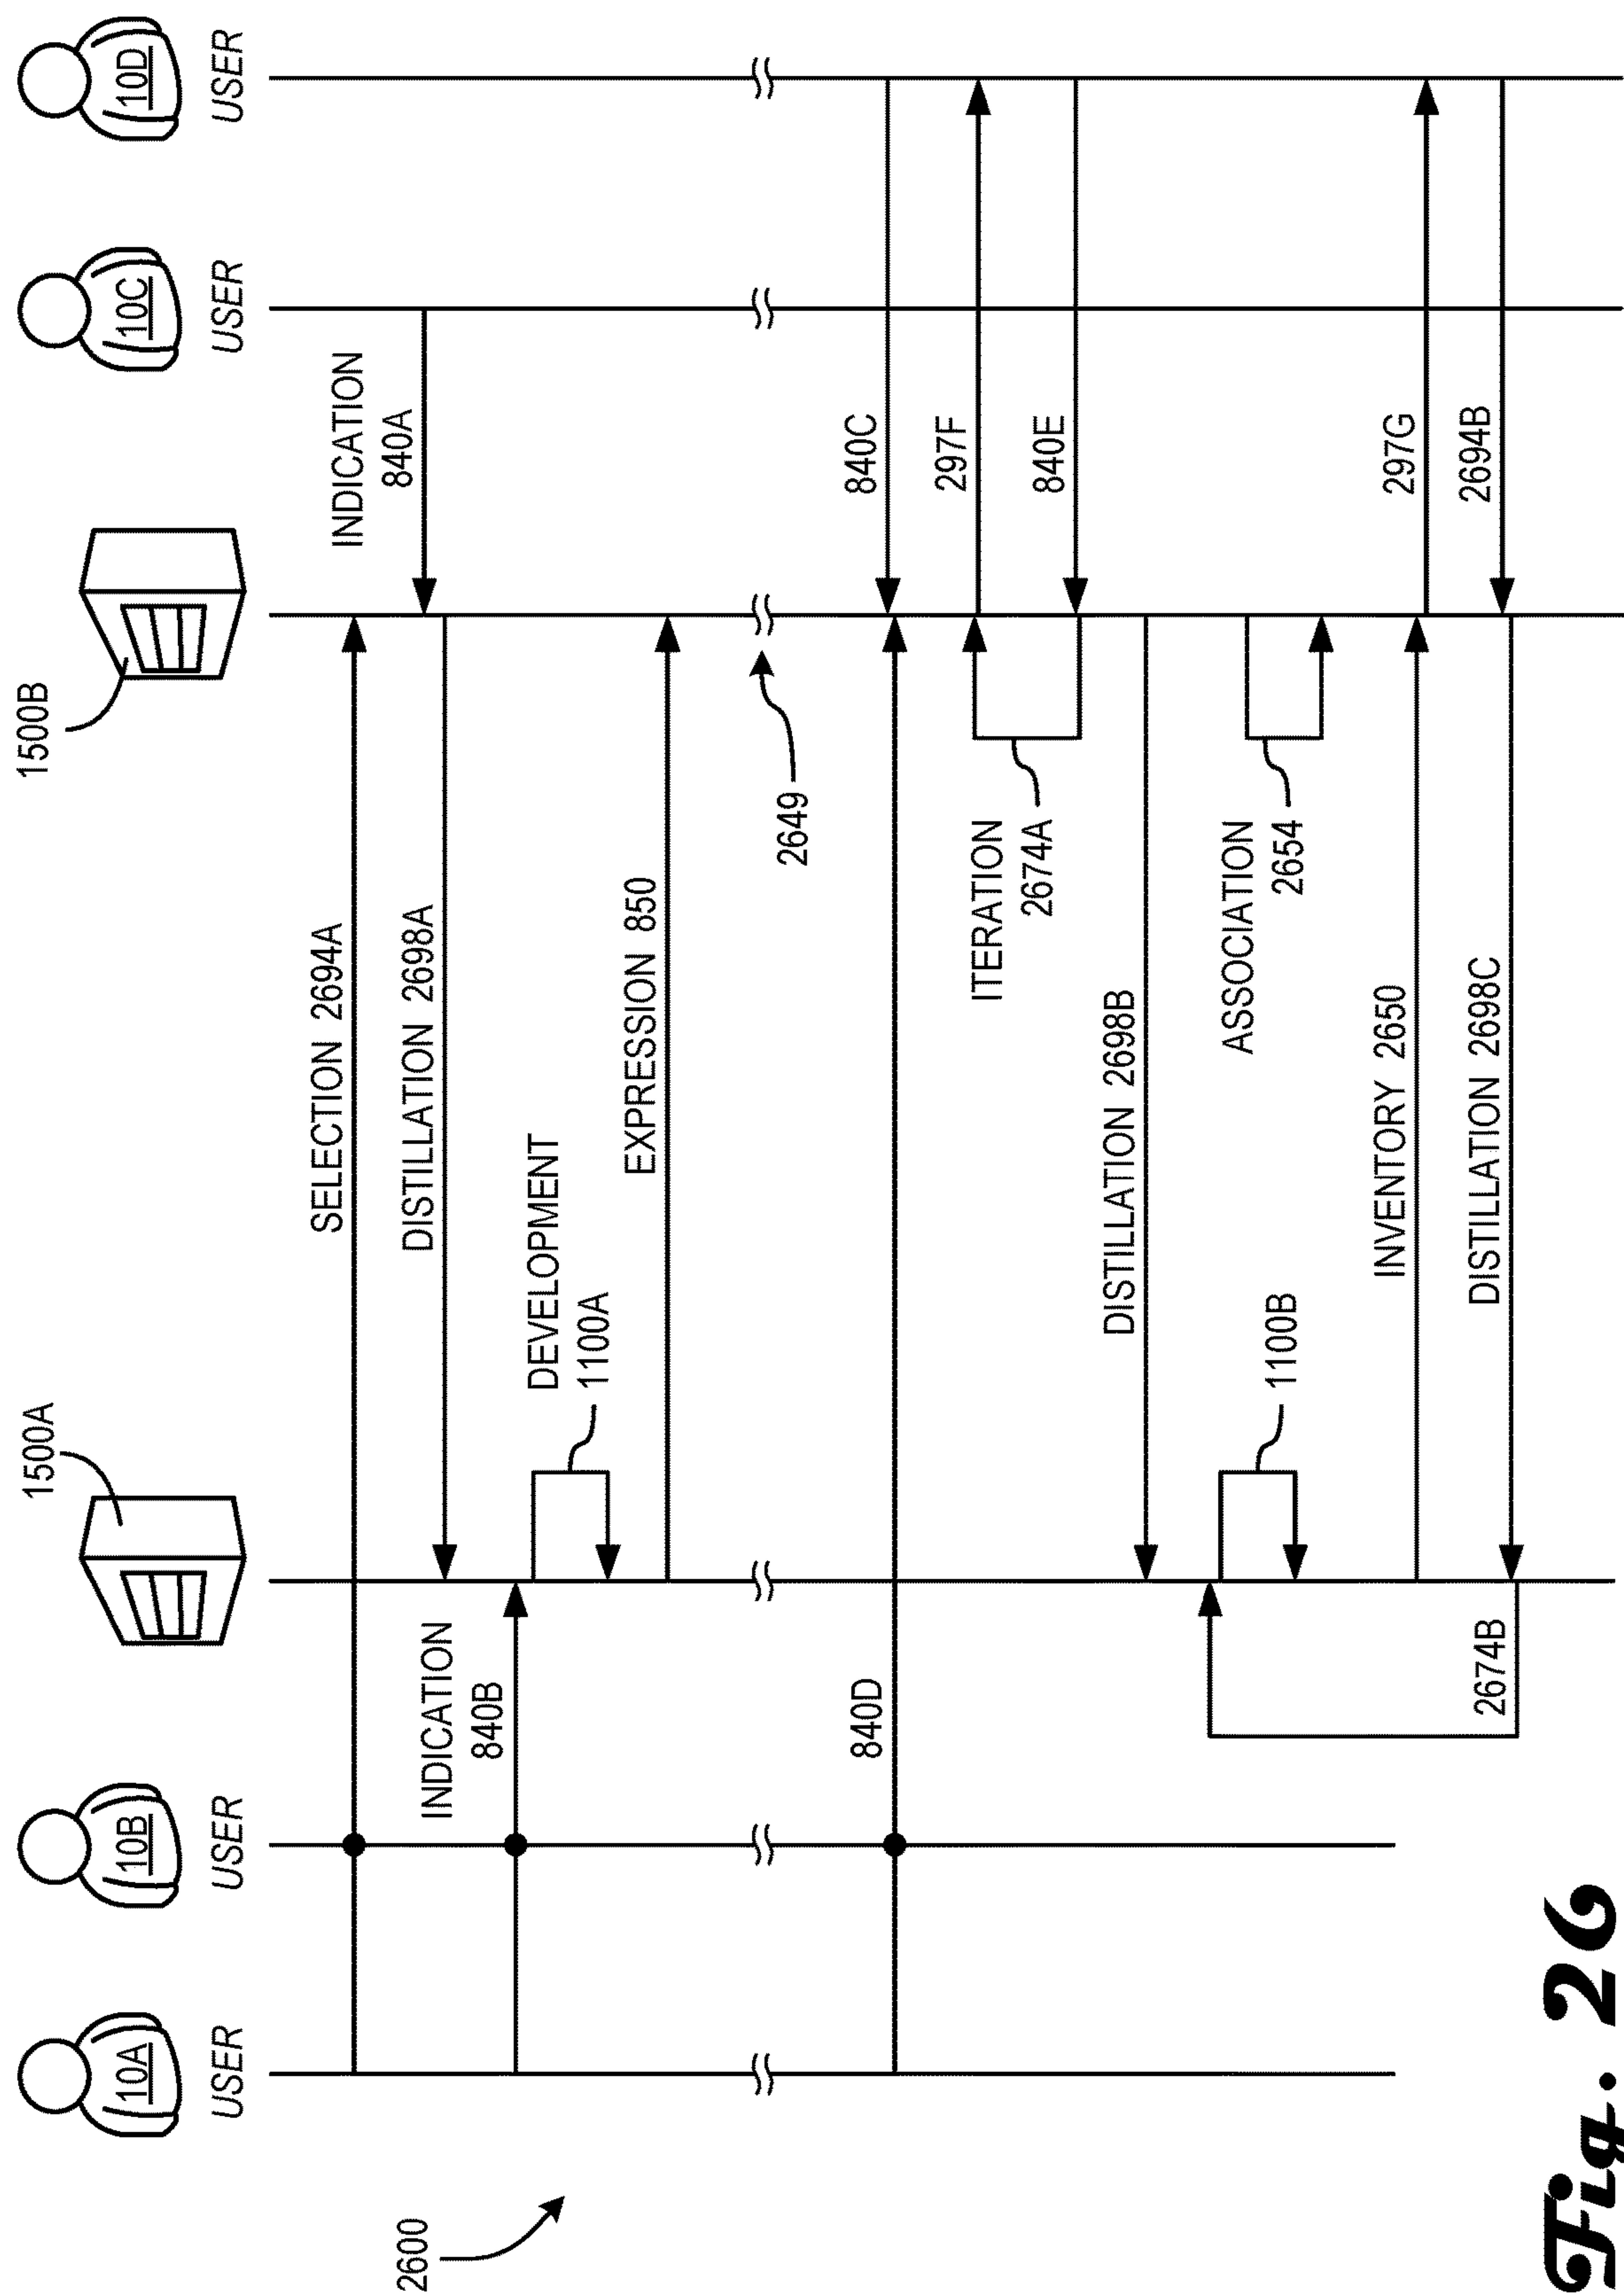 2600
10A
USER
10B
USER
1500A
1500B
10C
USER
10D
USER
SELECTION 2694A
INDICATION
840A
DISTILLATION 2698A
INDICATION
840B
DEVELOPMENT
1100A
EXPRESSION 850
2649
840C
840D
297F
ITERATION
2674A
840E
DISTILLATION 2698B
1100B
ASSOCIATION
2654
INVENTORY 2650
297G
2694B
DISTILLATION 2698C
2674B
Fig. 26